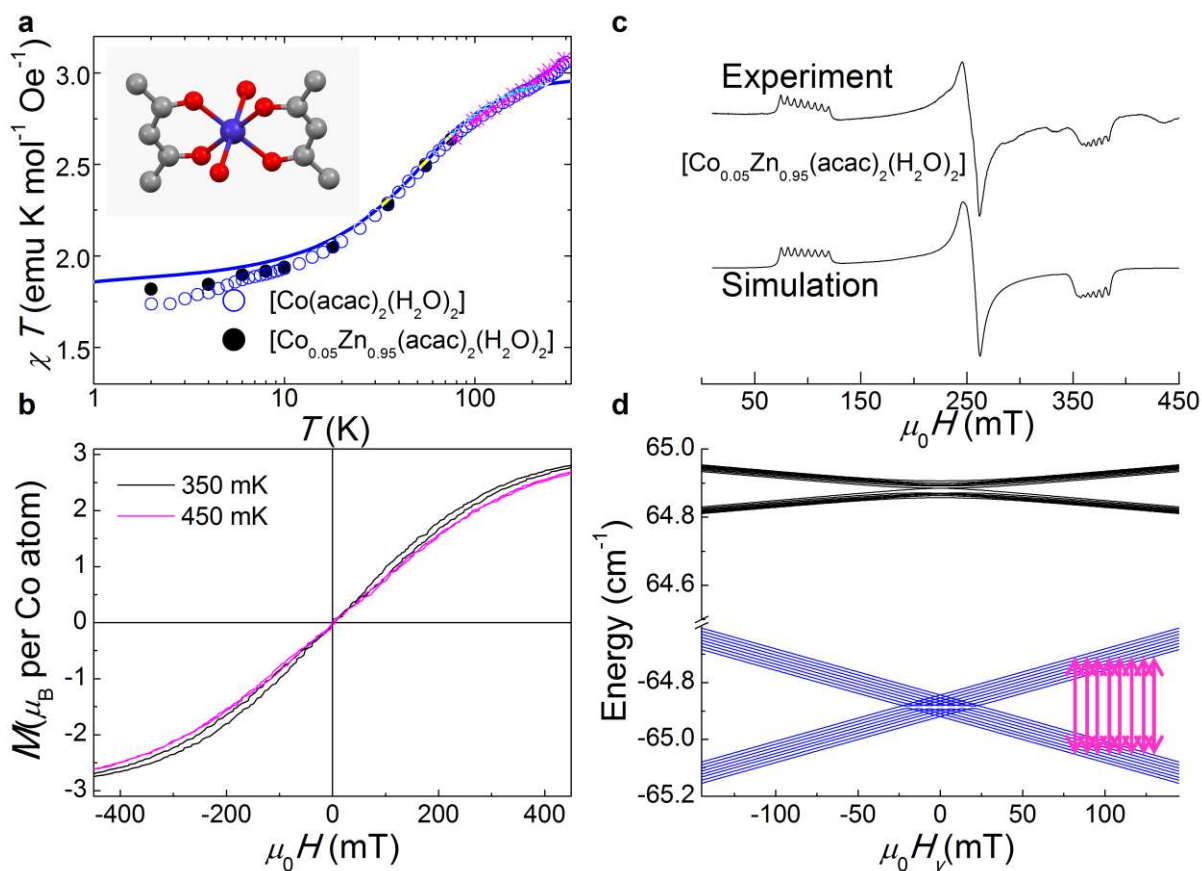 a
χ T (emu K mol⁻¹ Oe⁻¹)
3.0
2.5
2.0
1.5
[Co(acac)₂(H₂O)₂]
[Co₀.₀₅Zn₀.₉₅(acac)₂(H₂O)₂]
1
10
100
T (K)
b
M (μB per Co atom)
3
2
1
0
-1
-2
-3
350 mK
450 mK
-400
-200
0
200
400
μ₀H (mT)
c
Experiment
[Co₀.₀₅Zn₀.₉₅(acac)₂(H₂O)₂]
Simulation
50
150
250
350
450
μ₀H (mT)
d
Energy (cm⁻¹)
65.0
64.8
64.6
-64.8
-65.0
-65.2
-100
-50
0
50
100
μ₀Hy (mT)